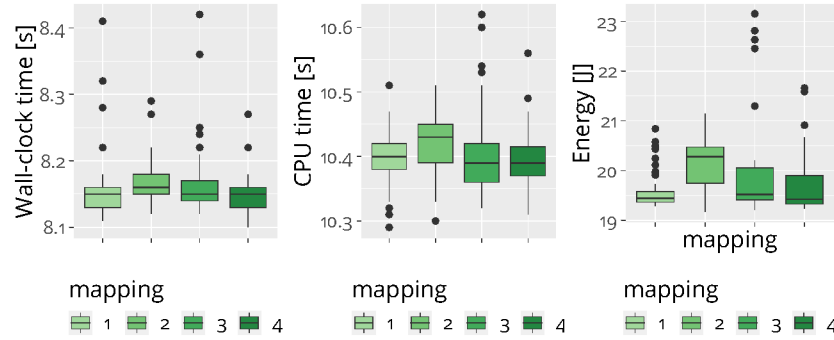 Wall-clock time [s]
8.4
8.3
8.2
8.1
CPU time [s]
10.6
10.5
10.4
10.3
Energy [J]
23
22
21
20
19
mapping
mapping
1 2 3 4
mapping
1 2 3 4
mapping
1 2 3 4